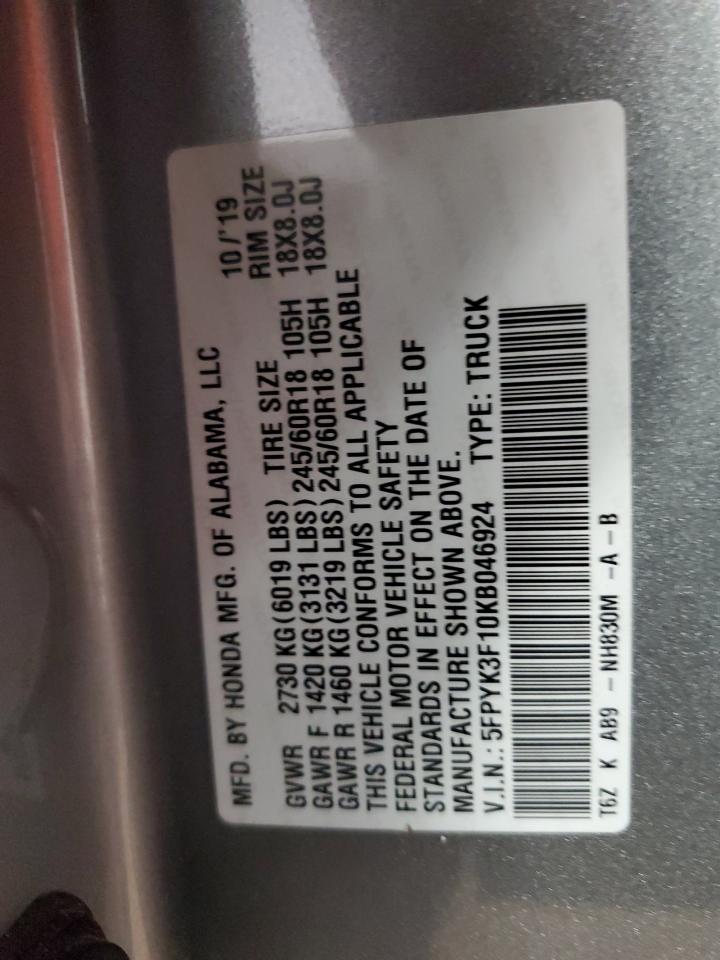 MFD. BY HONDA MFG. OF ALABAMA, LLC 10/'19
GVWR 2730 KG(6019 LBS) TIRE SIZE RIM SIZE
GAWR F 1420 KG(3131 LBS) 245/60R18 105H 18X8.0J
GAWR R 1460 KG(3219 LBS) 245/60R18 105H 18X8.0J
THIS VEHICLE CONFORMS TO ALL APPLICABLE
FEDERAL MOTOR VEHICLE SAFETY
STANDARDS IN EFFECT ON THE DATE OF
MANUFACTURE SHOWN ABOVE.
V.I.N.: 5FPYK3F10KB046924 TYPE: TRUCK
T6Z K AB9 - NH830M -A -B